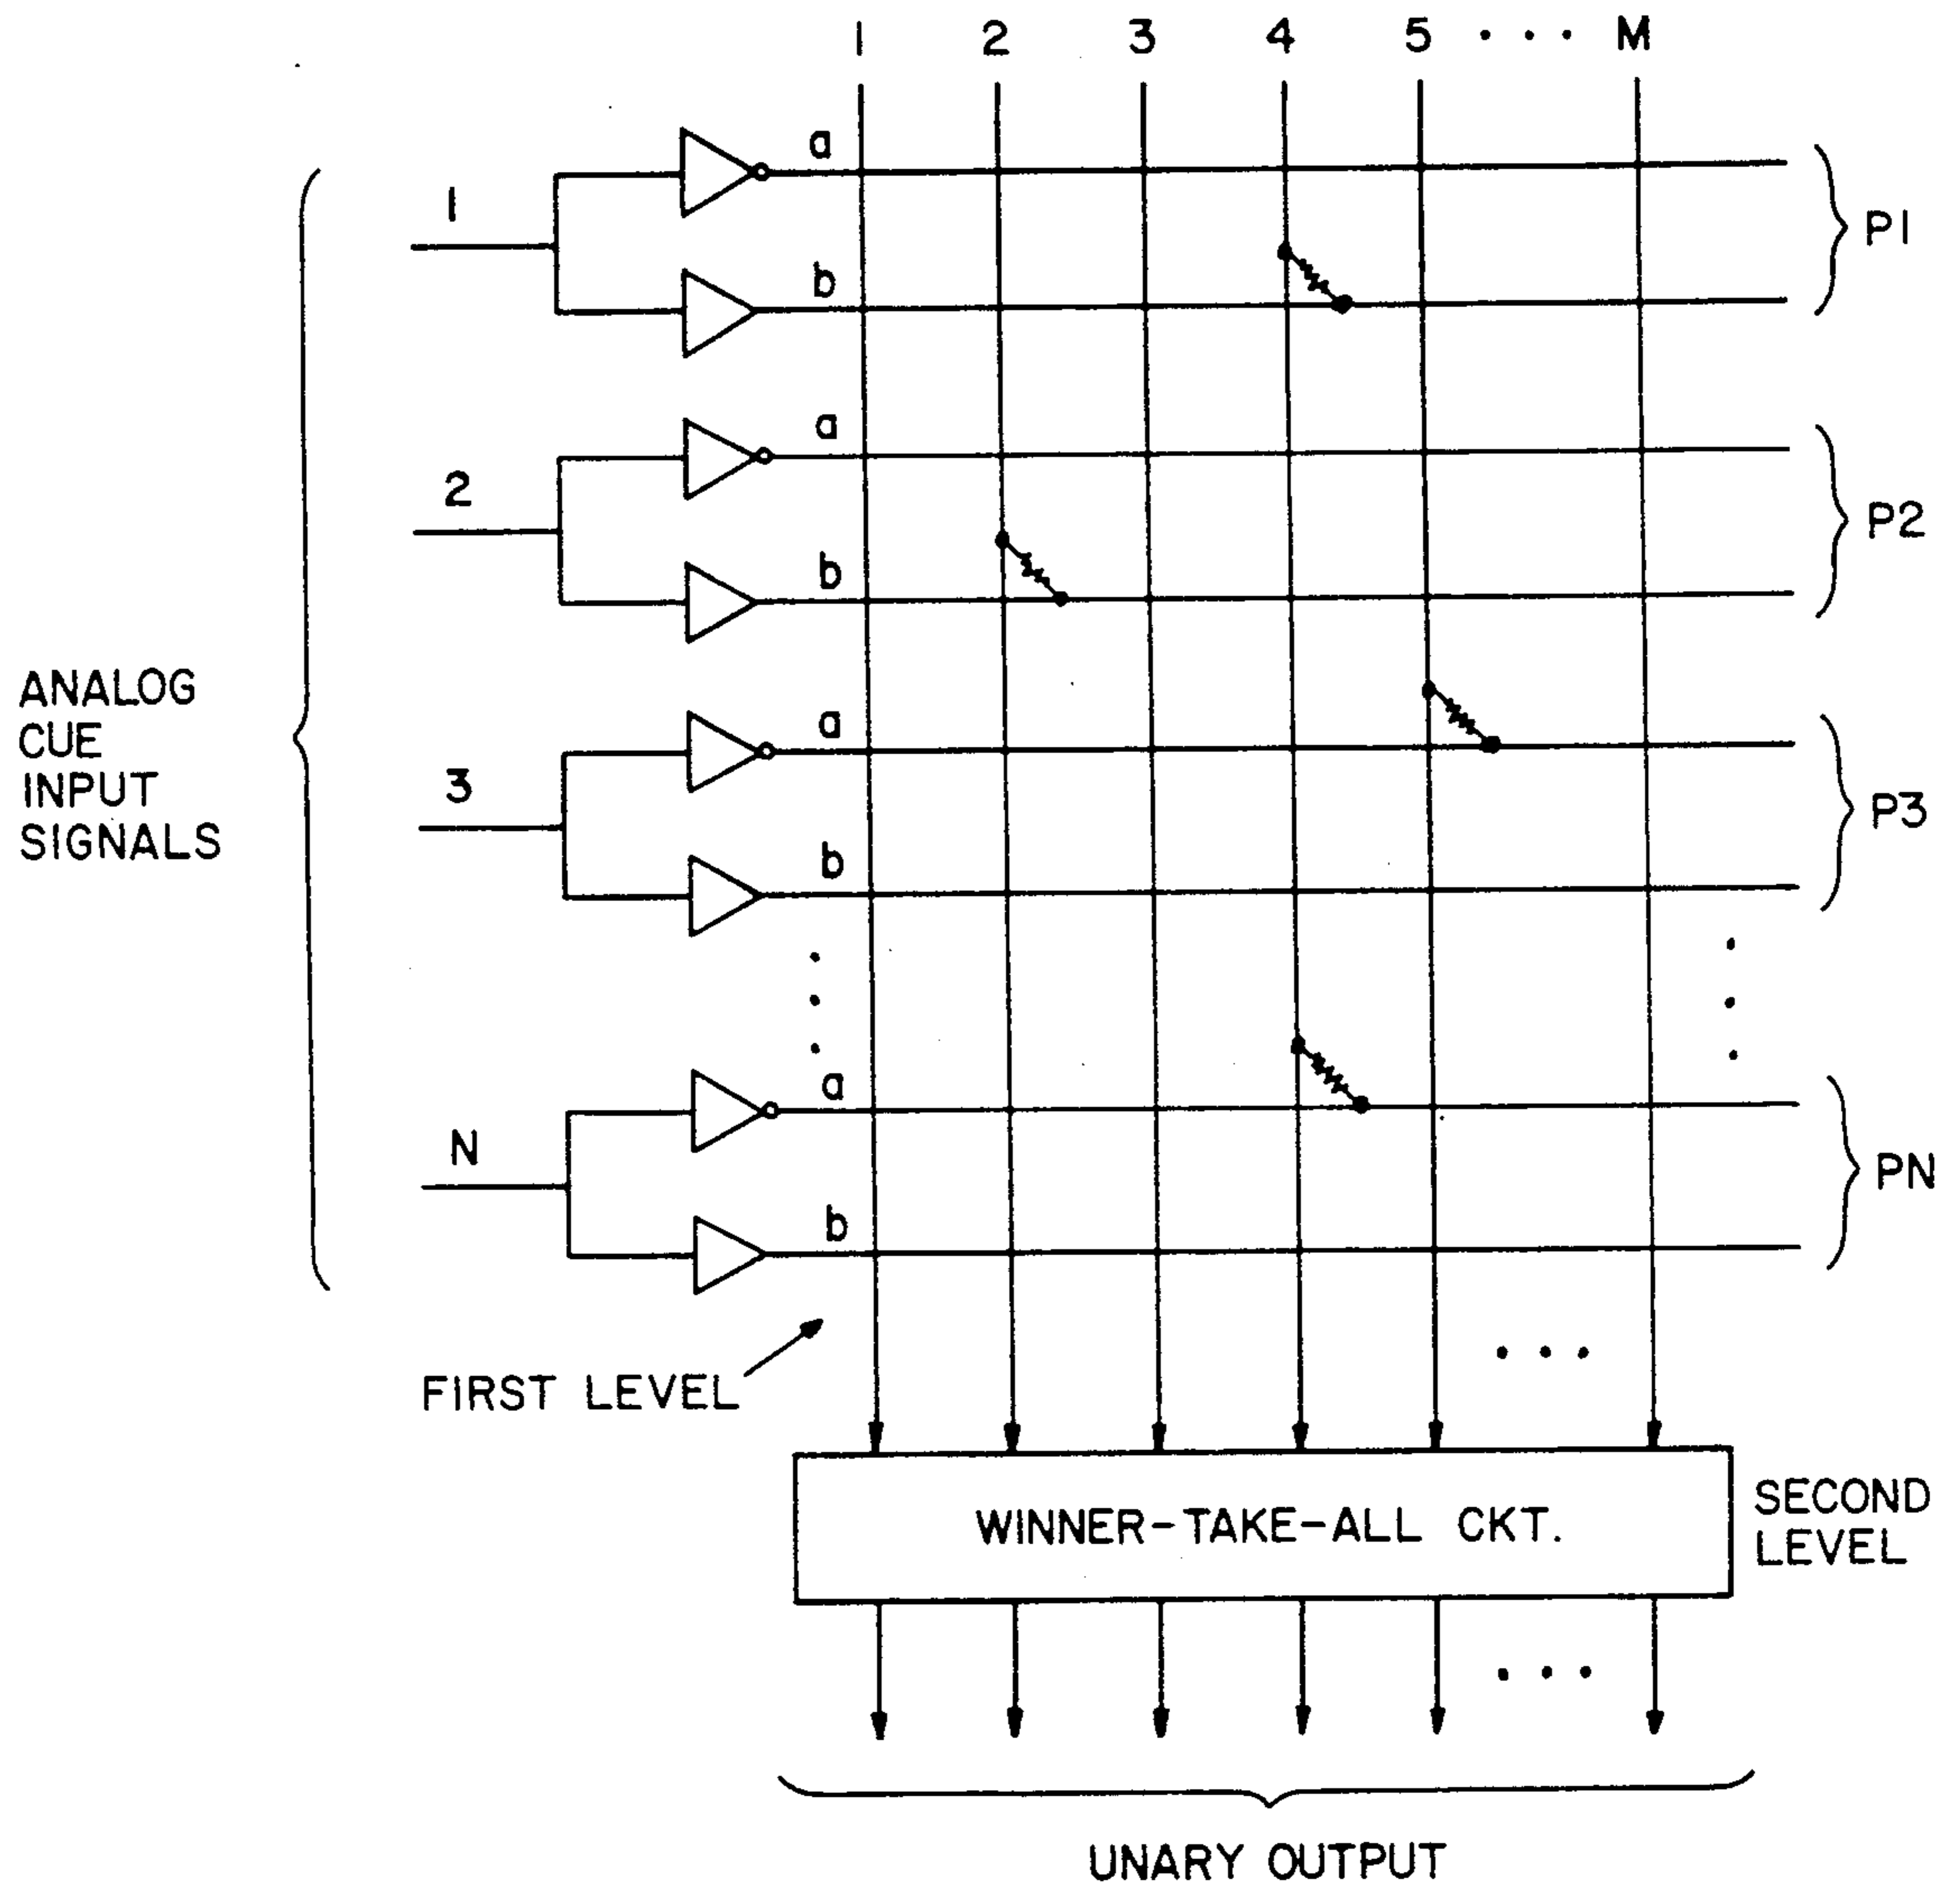 1 2 3 4 5 . . . M
a
1
P1
b
a
2
P2
b
ANALOG
CUE
INPUT
SIGNALS
a
3
P3
b
a
N
PN
b
FIRST LEVEL
WINNER-TAKE-ALL CKT.
SECOND
LEVEL
UNARY OUTPUT